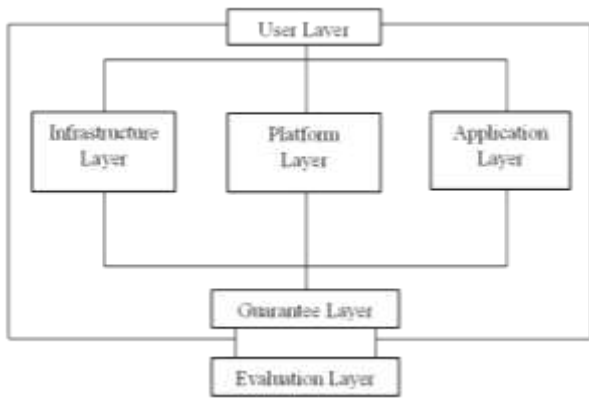 User Layer
Infrastructure
Layer
Platform
Layer
Application
Layer
Guarantee Layer
Evaluation Layer